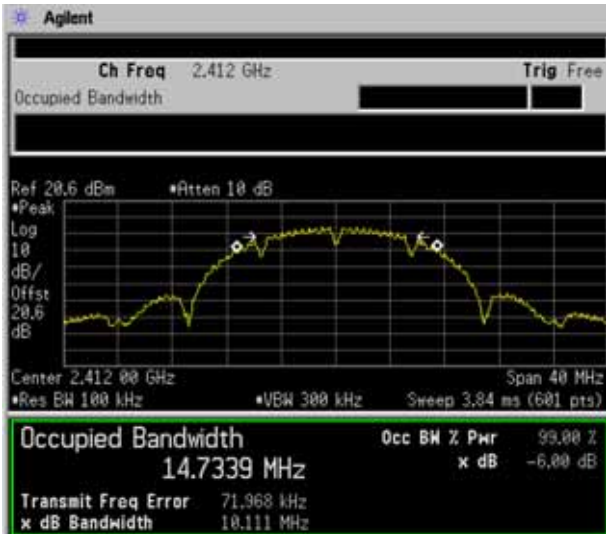 Agilent
Ch Freq 2.412 GHz Trig Free
Occupied Bandwidth
Ref 20.6 dBm *Atten 10 dB
*Peak
Log
10
dB/
Offst
20.6
dB
Center 2.412 00 GHz Span 40 MHz
*Res BW 100 kHz *VBW 300 kHz Sweep 3.84 ms (601 pts)
Occupied Bandwidth Occ BW % Pwr 99.00 %
14.7339 MHz x dB -6.00 dB
Transmit Freq Error 71.968 kHz
x dB Bandwidth 10.111 MHz